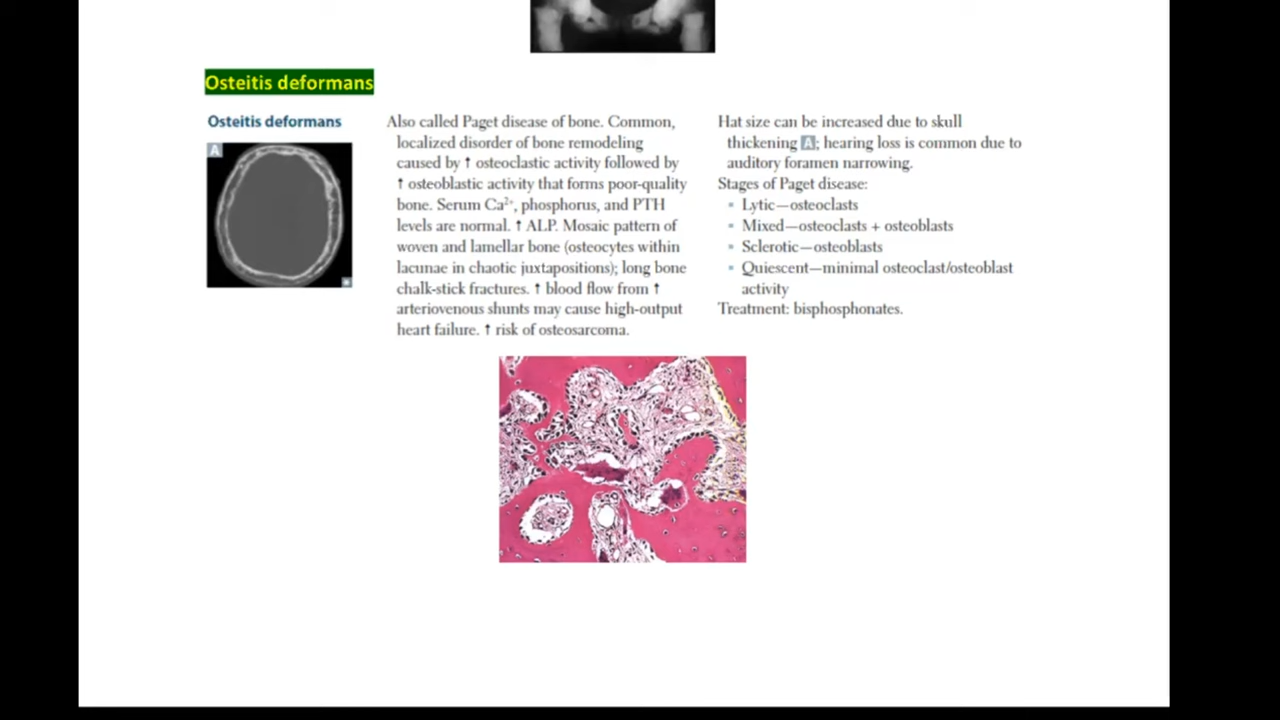 Osteitis deformans
Osteitis deformans
A
Also called Paget disease of bone. Common,
localized disorder of bone remodeling
caused by ↑ osteoclastic activity followed by
↑ osteoblastic activity that forms poor-quality
bone. Serum Ca²⁺, phosphorus, and PTH
levels are normal. ↑ ALP. Mosaic pattern of
woven and lamellar bone (osteocytes within
lacunae in chaotic juxtapositions); long bone
chalk-stick fractures. ↑ blood flow from ↑
arteriovenous shunts may cause high-output
heart failure. ↑ risk of osteosarcoma.
Hat size can be increased due to skull
thickening A; hearing loss is common due to
auditory foramen narrowing.
Stages of Paget disease:
▪ Lytic—osteoclasts
▪ Mixed—osteoclasts + osteoblasts
▪ Sclerotic—osteoblasts
▪ Quiescent—minimal osteoclast/osteoblast
activity
Treatment: bisphosphonates.